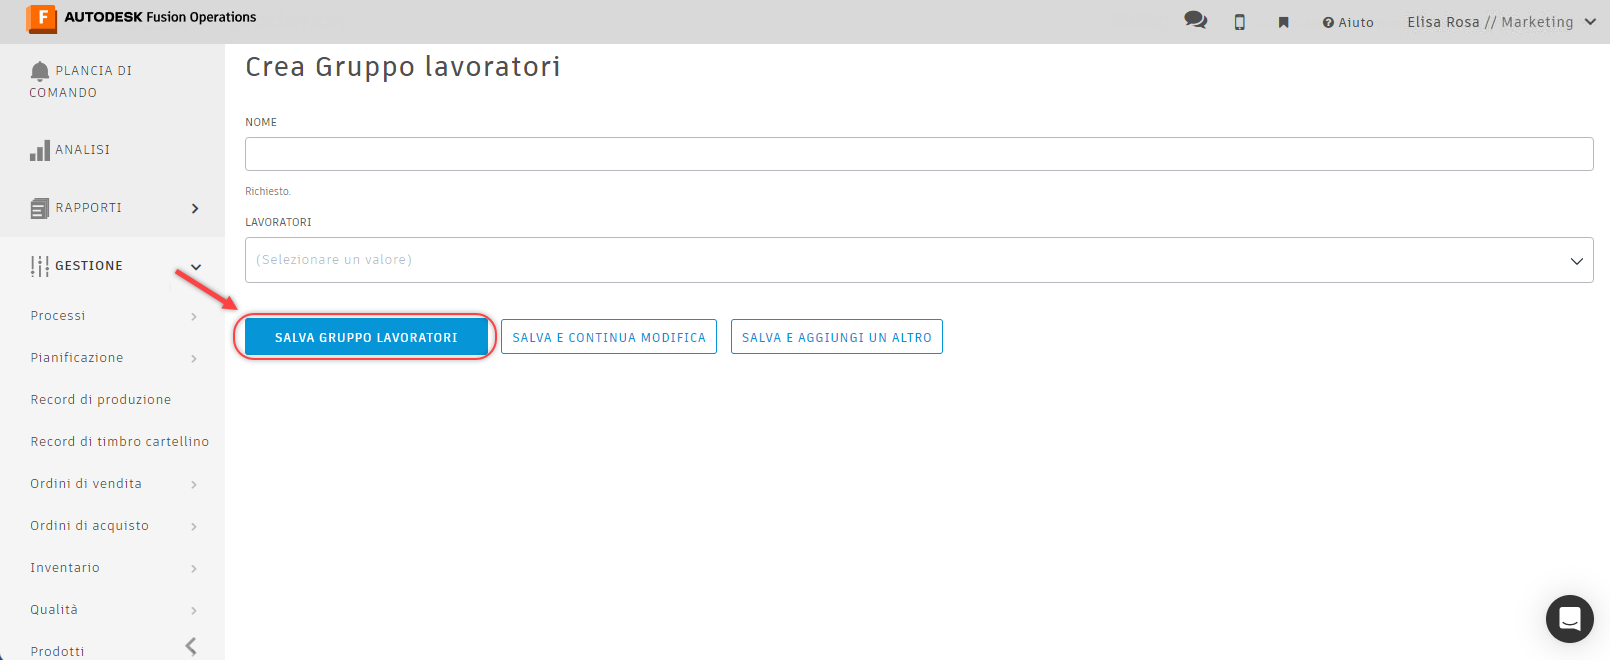 F AUTODESK Fusion Operations
Aiuto
Elisa Rosa // Marketing
PLANCIA DI
COMANDO
ANALISI
RAPPORTI
GESTIONE
Processi
Pianificazione
Record di produzione
Record di timbro cartellino
Ordini di vendita
Ordini di acquisto
Inventario
Qualità
Prodotti
Crea Gruppo lavoratori
NOME
Richiesto.
LAVORATORI
(Selezionare un valore)
SALVA GRUPPO LAVORATORI
SALVA E CONTINUA MODIFICA
SALVA E AGGIUNGI UN ALTRO